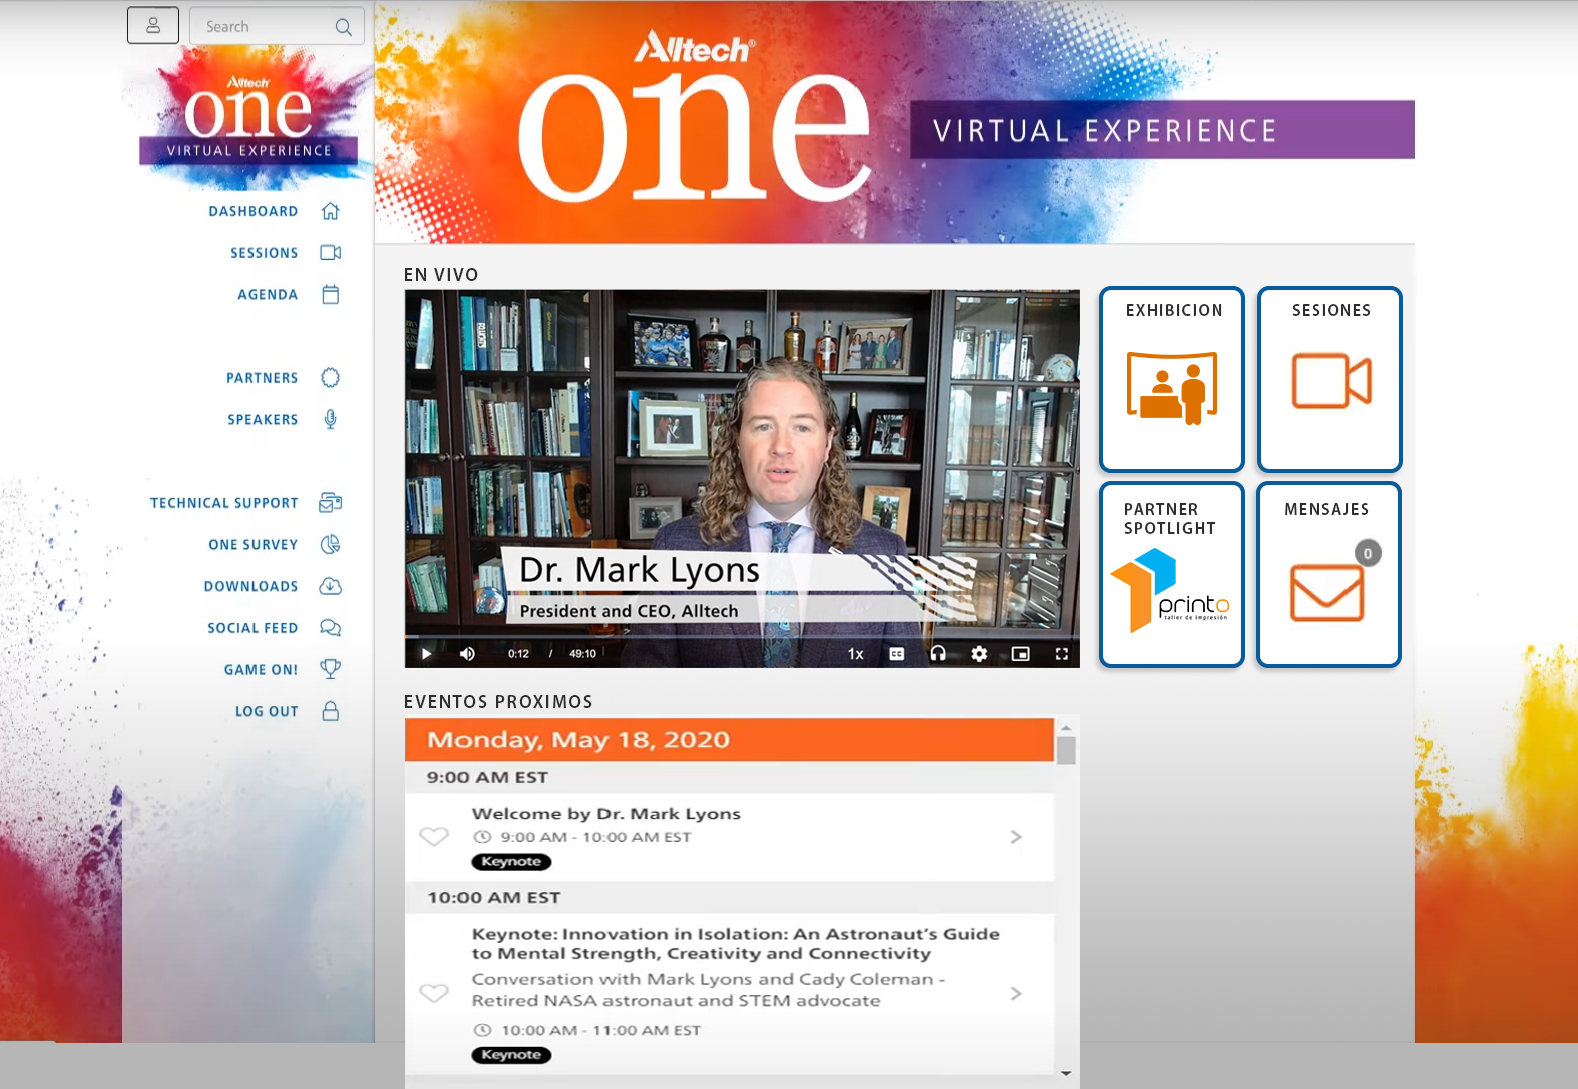 Search
Alltech
one
VIRTUAL EXPERIENCE
DASHBOARD
SESSIONS
AGENDA
PARTNERS
SPEAKERS
TECHNICAL SUPPORT
ONE SURVEY
DOWNLOADS
SOCIAL FEED
GAME ON!
LOG OUT
Alltech®
one
VIRTUAL EXPERIENCE
EN VIVO
Dr. Mark Lyons
President and CEO, Alltech
0:12 / 49:10
1x
CC
EXHIBICION
SESIONES
PARTNER
SPOTLIGHT
printo
taller de impresión
MENSAJES
0
EVENTOS PROXIMOS
Monday, May 18, 2020
9:00 AM EST
Welcome by Dr. Mark Lyons
9:00 AM - 10:00 AM EST
Keynote
10:00 AM EST
Keynote: Innovation in Isolation: An Astronaut's Guide
to Mental Strength, Creativity and Connectivity
Conversation with Mark Lyons and Cady Coleman -
Retired NASA astronaut and STEM advocate
10:00 AM - 11:00 AM EST
Keynote